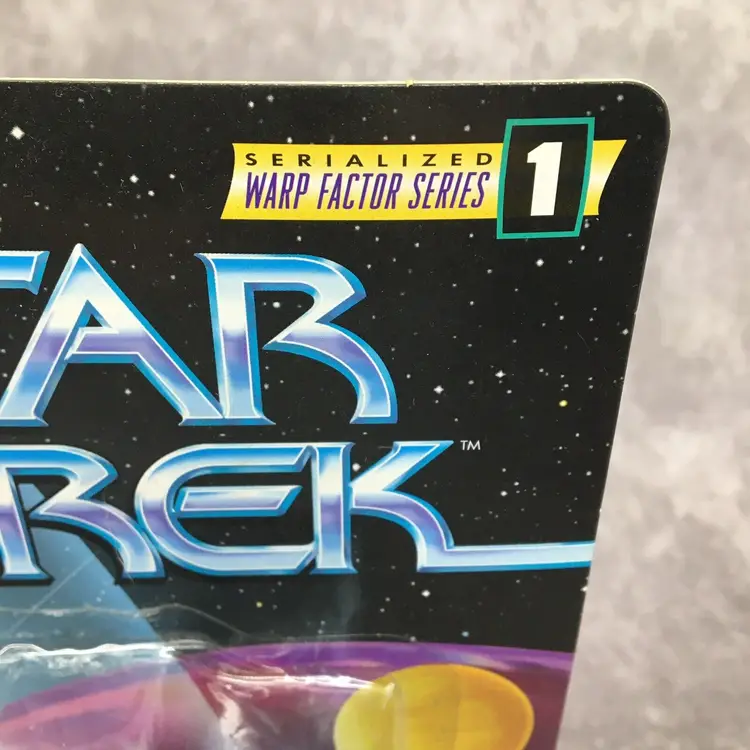 SERIALIZED
WARP FACTOR SERIES
1
TAR
REK™